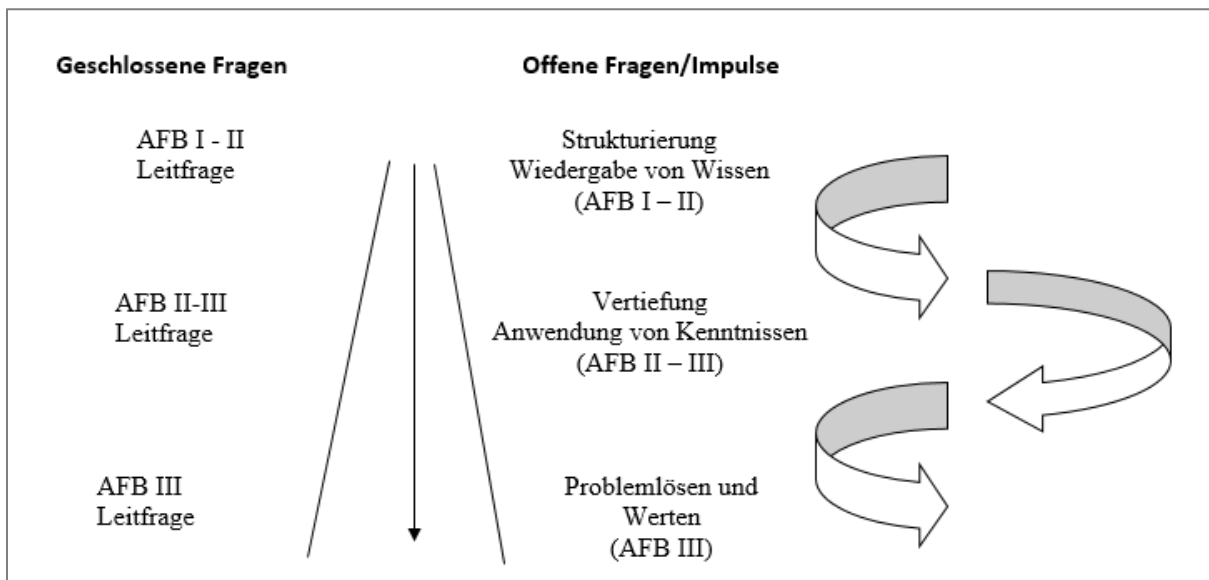 Geschlossene Fragen
Offene Fragen/Impulse
AFB I - II
Leitfrage
Strukturierung
Wiedergabe von Wissen
(AFB I – II)
AFB II-III
Leitfrage
Vertiefung
Anwendung von Kenntnissen
(AFB II – III)
AFB III
Leitfrage
Problemlösen und
Werten
(AFB III)